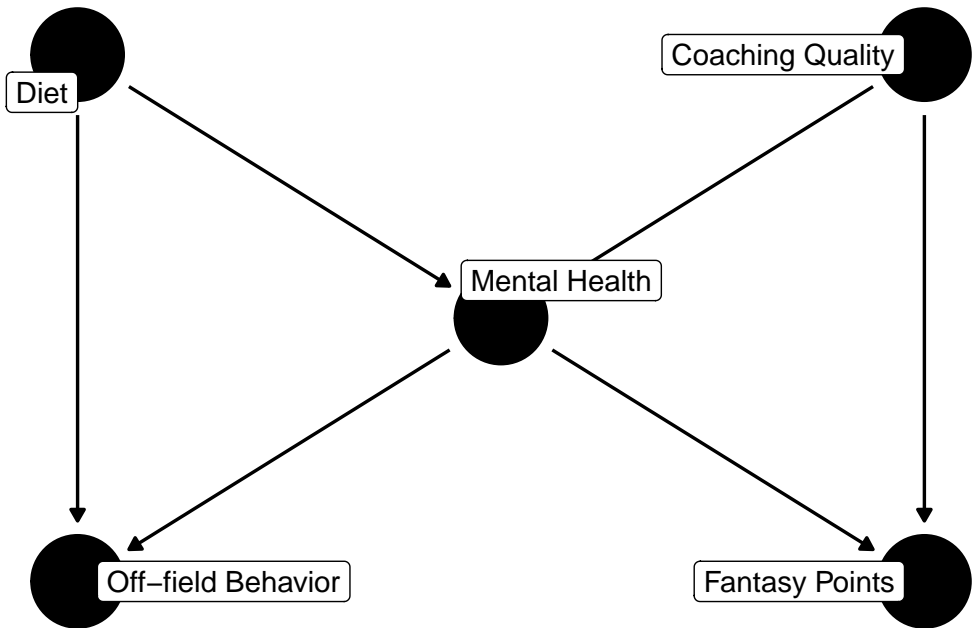 Coaching Quality
Diet
Mental Health
Off–field Behavior
Fantasy Points